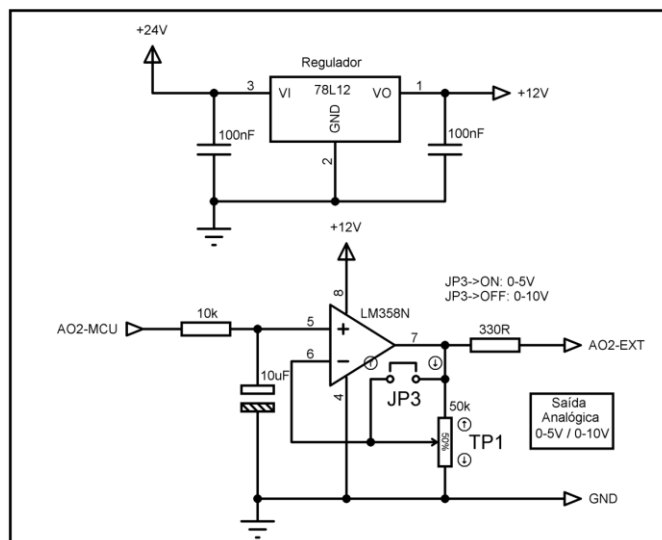 +24V
Regulador
3
VI
78L12
VO
1
+12V
GND
100nF
100nF
2
+12V
8
JP3->ON: 0-5V
JP3->OFF: 0-10V
LM358N
AO2-MCU
10k
5
+
7
330R
AO2-EXT
6
−
10uF
4
JP3
50k
50%
TP1
Saída
Analógica
0-5V / 0-10V
GND